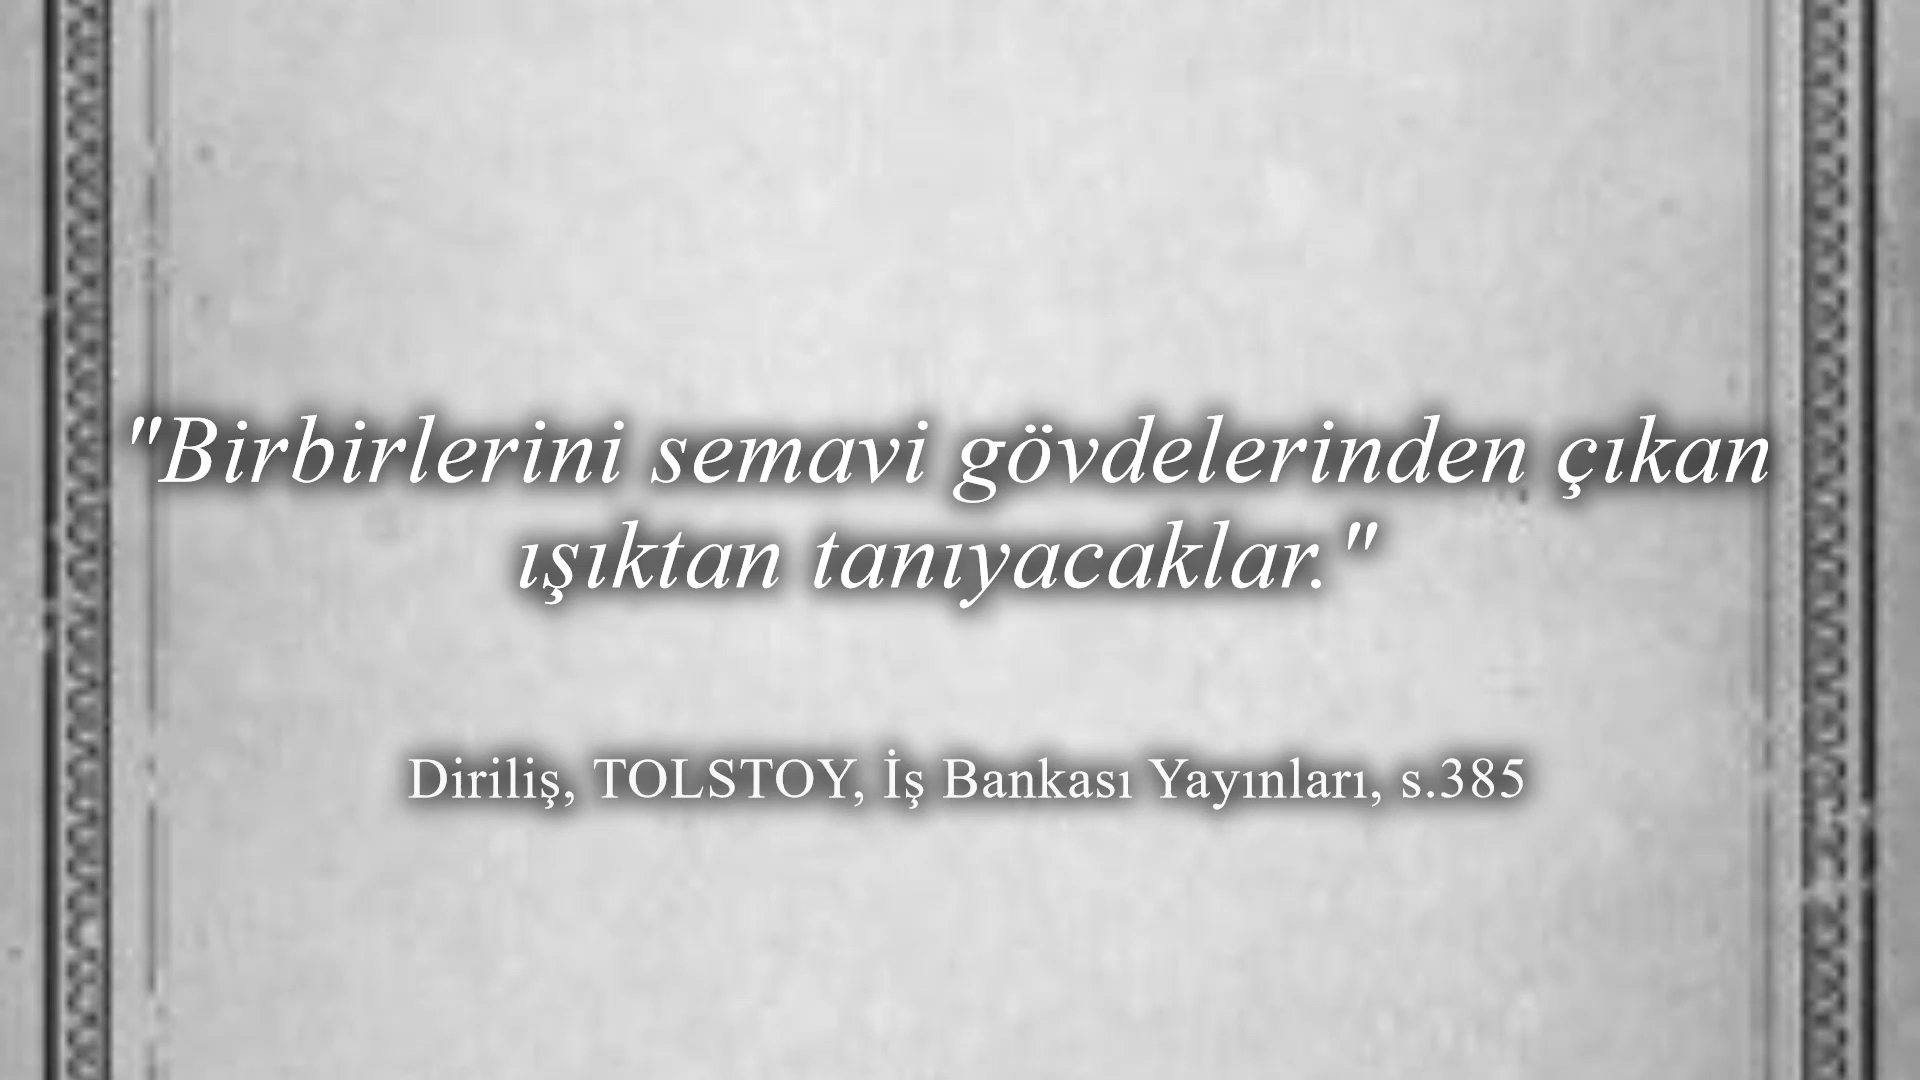 "Birbirlerini semavi gövdelerinden çıkan
ışıktan tanıyacaklar."
Diriliş, TOLSTOY, İş Bankası Yayınları, s.385